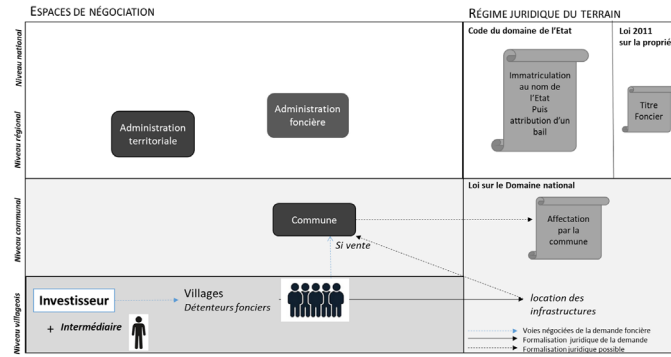 ESPACES DE NÉGOCIATION
RÉGIME JURIDIQUE DU TERRAIN
Niveau national
Code du domaine de l'Etat
Loi 2011
sur la propriété
Immatriculation
au nom de
l'Etat
Puis
attribution d'un
bail
Titre
Foncier
Niveau régional
Administration
territoriale
Administration
foncière
Niveau communal
Loi sur le Domaine national
Commune
Si vente
Affectation
par la
commune
Niveau villageois
Investisseur
+ Intermédiaire
Villages
Détenteurs fonciers
location des
infrastructures
Voies négociées de la demande foncière
Formalisation juridique de la demande
Formalisation juridique possible